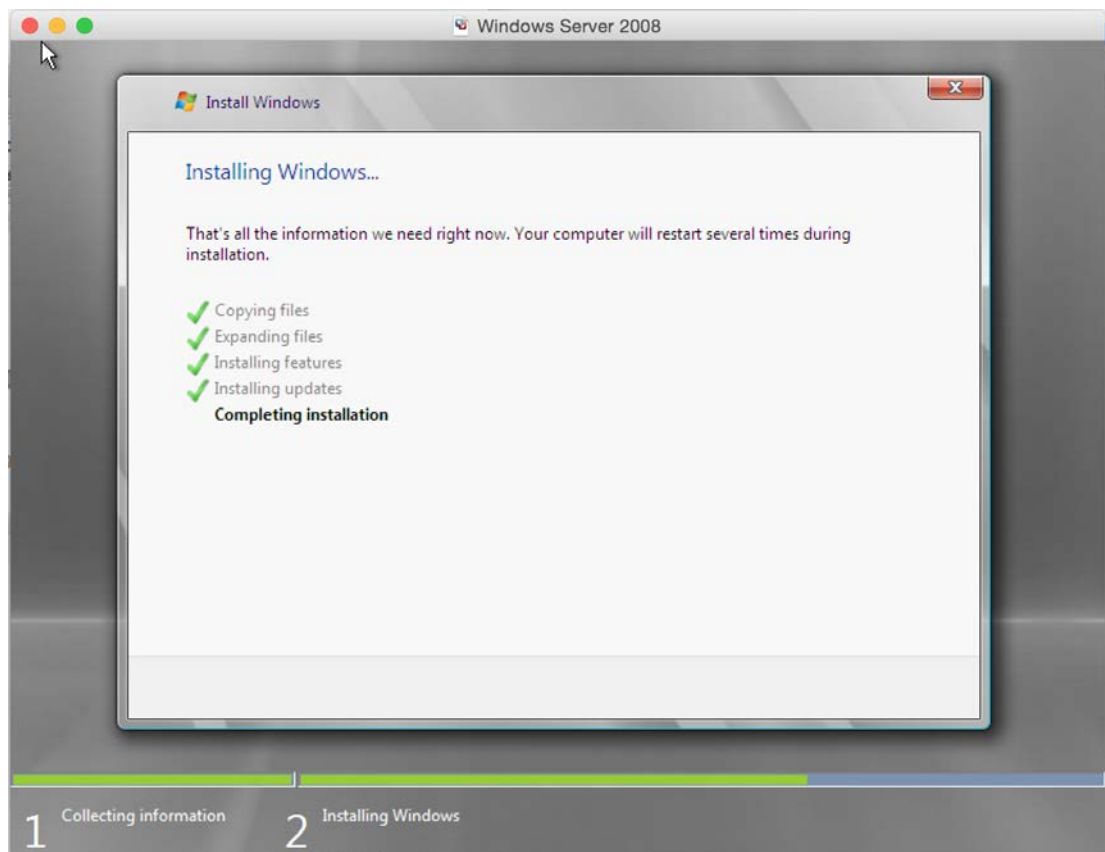 Windows Server 2008
Install Windows
Installing Windows...
That's all the information we need right now. Your computer will restart several times during
installation.
Copying files
Expanding files
Installing features
Installing updates
Completing installation
1 Collecting information
2 Installing Windows